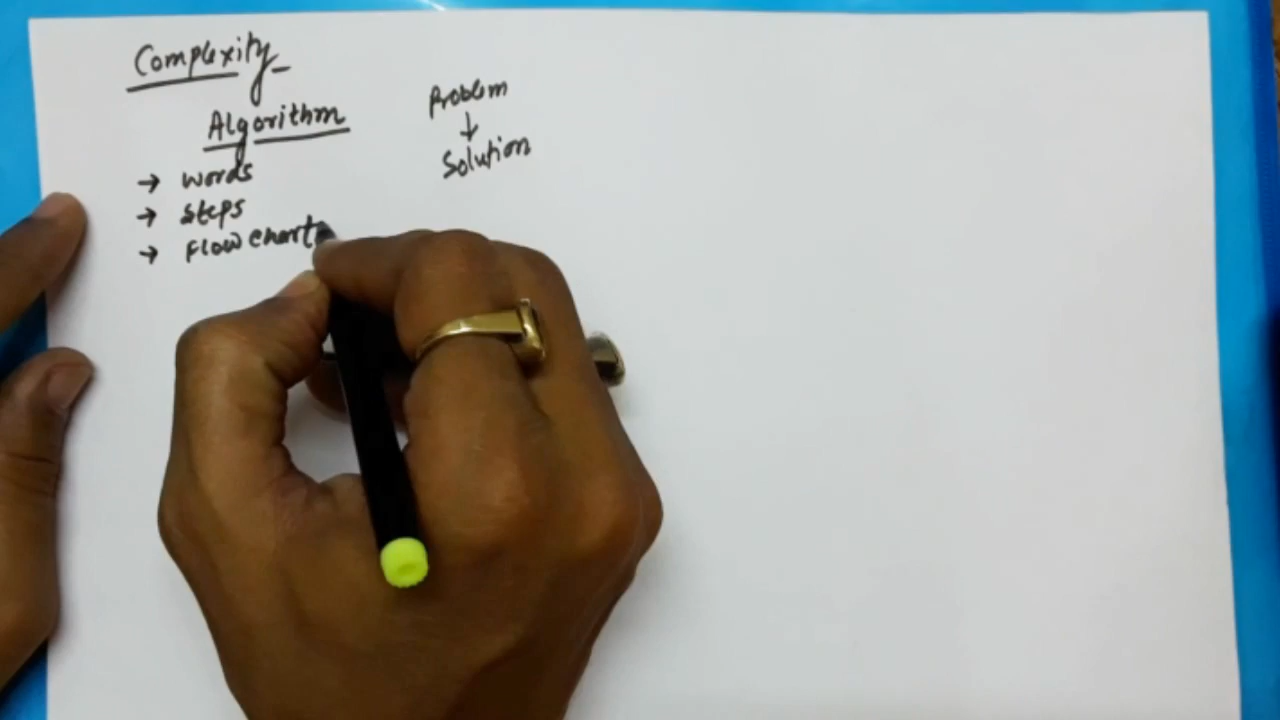 Complexity
Algorithm
→ words
→ steps
→ Flow chart
Problem
↓
Solution